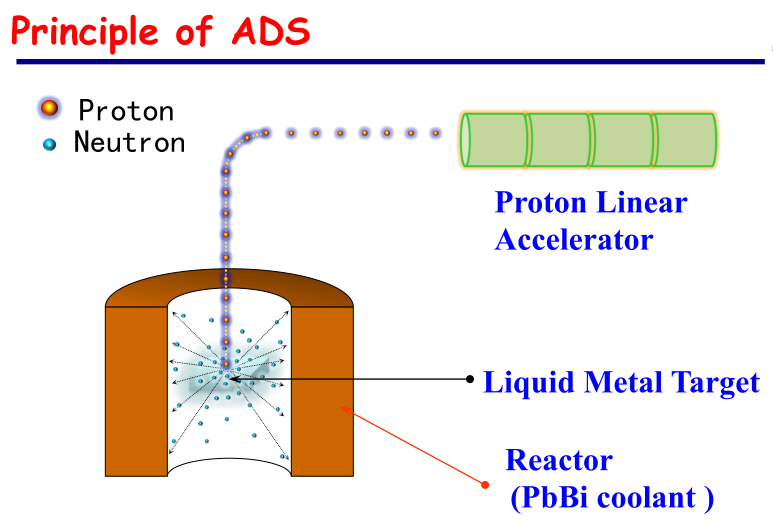 Principle of ADS
Proton
Neutron
Proton Linear
Accelerator
Liquid Metal Target
Reactor
(PbBi coolant )